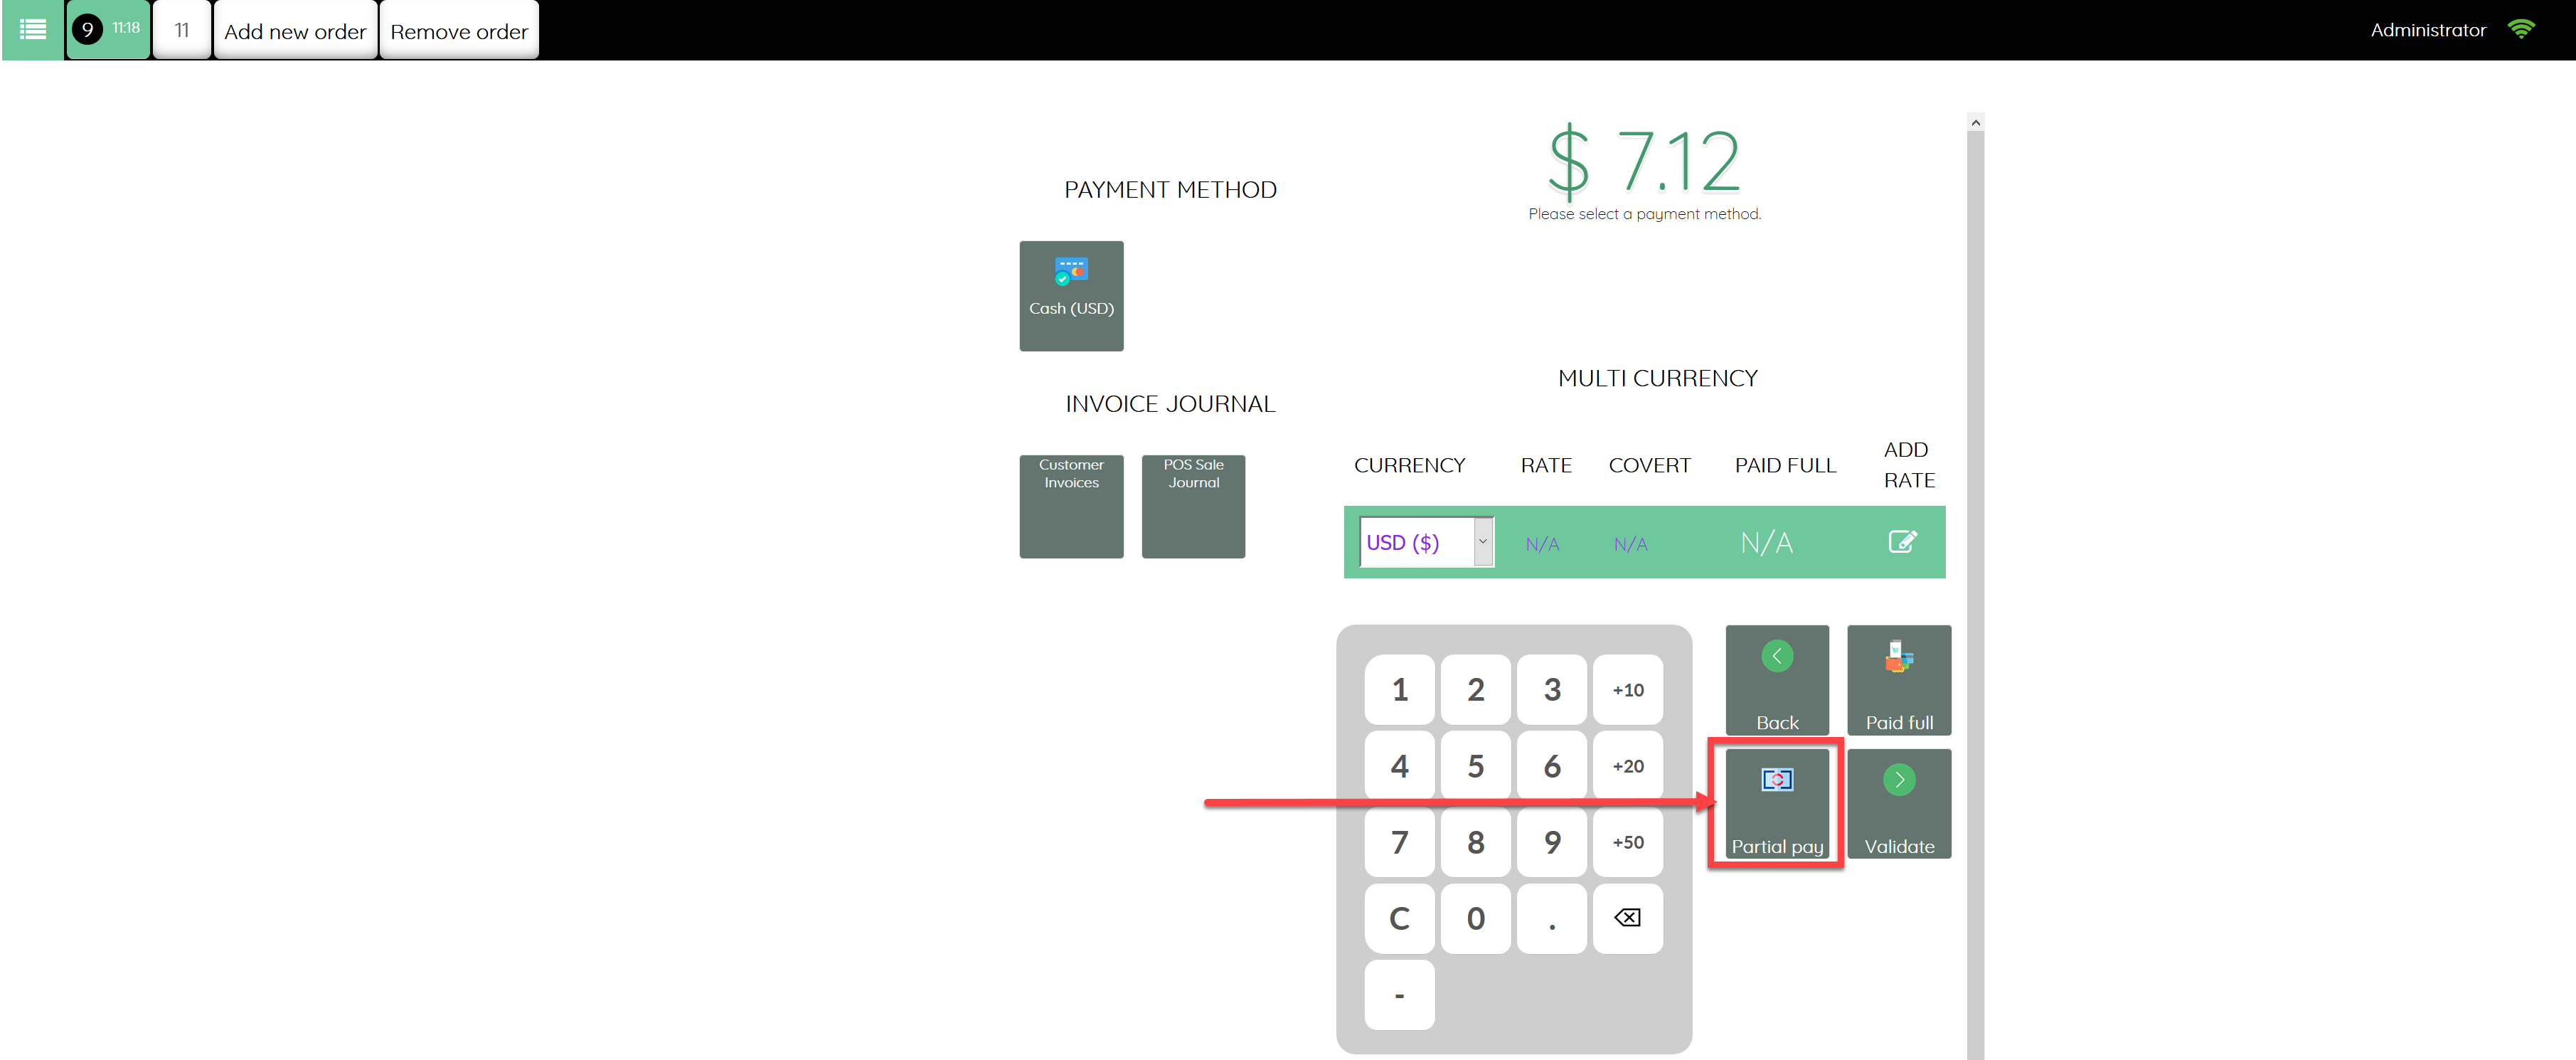 9 11:18
11
Add new order
Remove order
Administrator
$ 7.12
Please select a payment method.
PAYMENT METHOD
Cash (USD)
INVOICE JOURNAL
Customer
Invoices
POS Sale
Journal
MULTI CURRENCY
CURRENCY RATE COVERT PAID FULL ADD
RATE
USD ($) N/A N/A N/A
1 2 3 +10
4 5 6 +20
7 8 9 +50
C 0 .
-
Back
Paid full
Partial pay
Validate